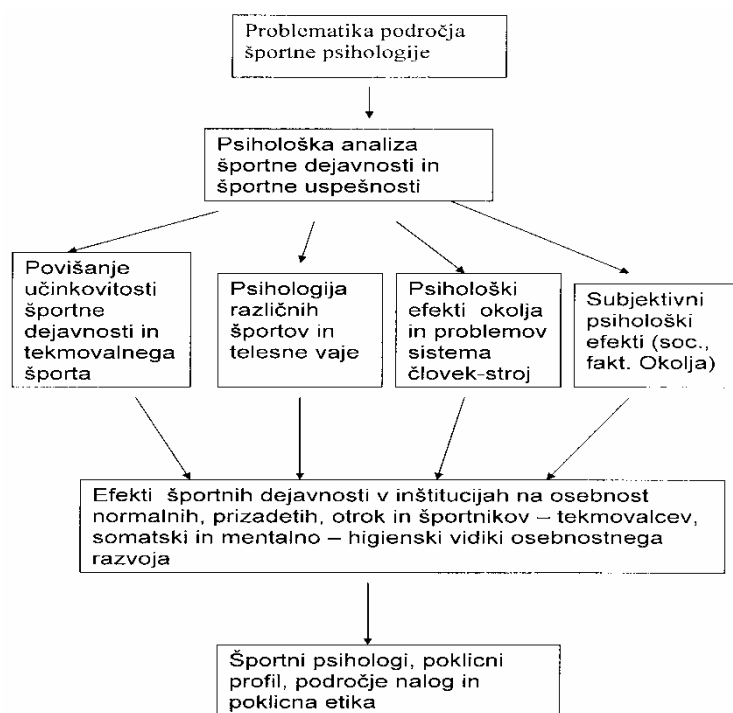 Problematika področja
športne psihologije
Psihološka analiza
športne dejavnosti in
športne uspešnosti
Povišanje
učinkovitosti
športne
dejavnosti in
tekmovalnega
športa
Psihologija
različnih
športov in
telesne vaje
Psihološki
efekti okolja
in problemov
sistema
človek-stroj
Subjektivni
psihološki
efekti (soc.,
fakt. Okolja)
Efekti športnih dejavnosti v inštitucijah na osebnost
normalnih, prizadetih, otrok in športnikov – tekmovalcev,
somatski in mentalno – higienski vidiki osebnostnega
razvoja
Športni psihologi, poklicni
profil, področje nalog in
poklicna etika